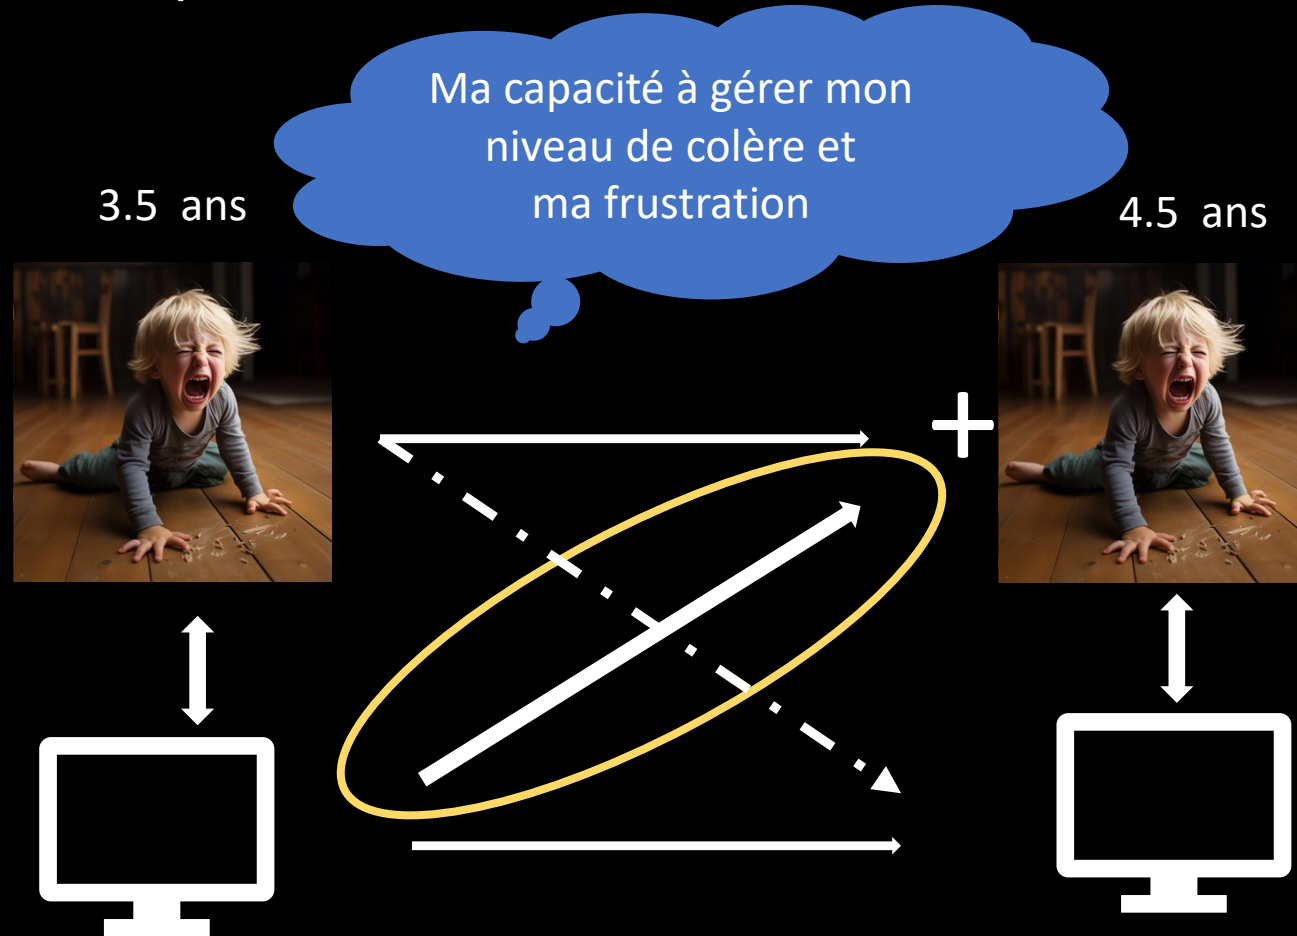 Ma capacité à gérer mon
niveau de colère et
ma frustration
3.5 ans
4.5 ans
+